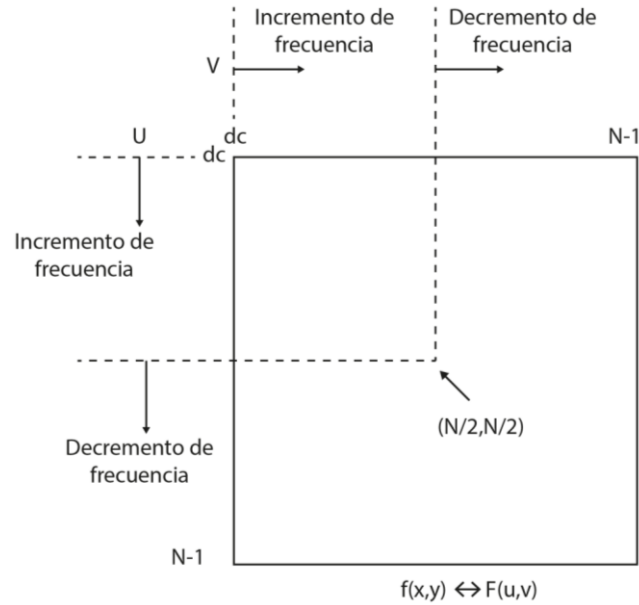 Incremento de
frecuencia
Decremento de
frecuencia
V
U
dc
N-1
dc
Incremento de
frecuencia
(N/2,N/2)
Decremento de
frecuencia
N-1
f(x,y) ↔ F(u,v)